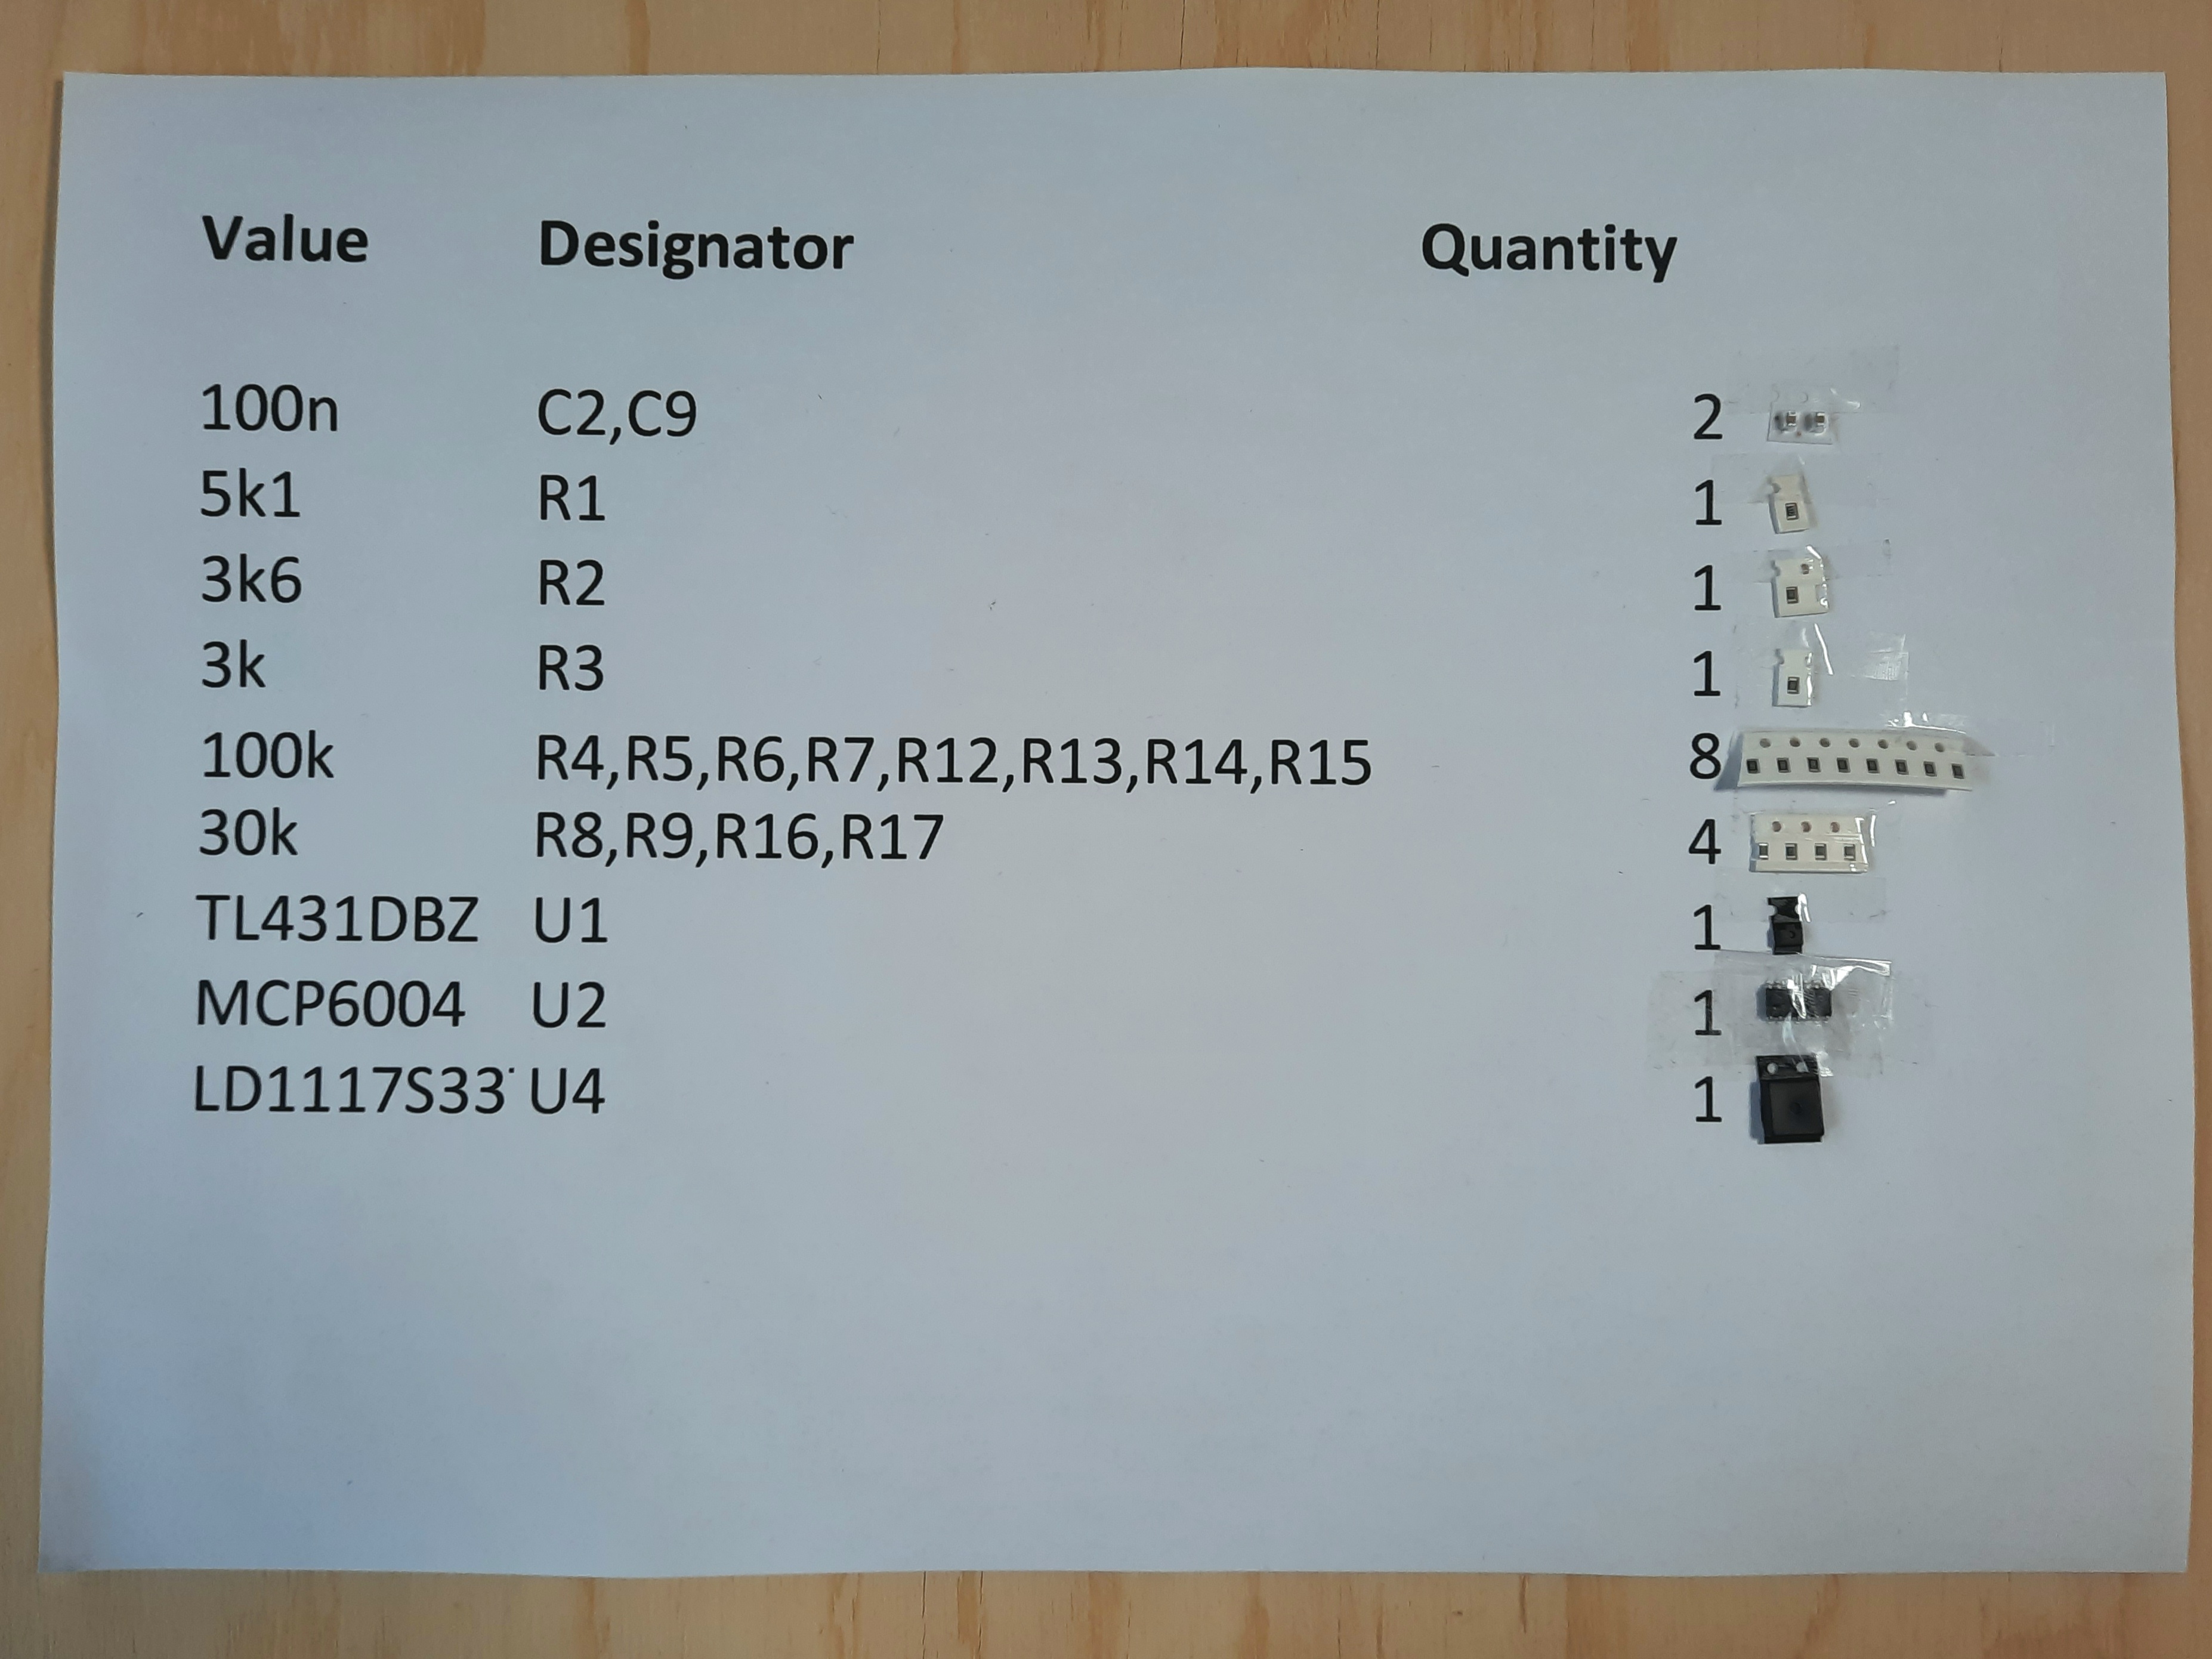 Value Designator Quantity
100n C2,C9 2
5k1 R1 1
3k6 R2 1
3k R3 1
100k R4,R5,R6,R7,R12,R13,R14,R15 8
30k R8,R9,R16,R17 4
TL431DBZ U1 1
MCP6004 U2 1
LD1117S33 U4 1